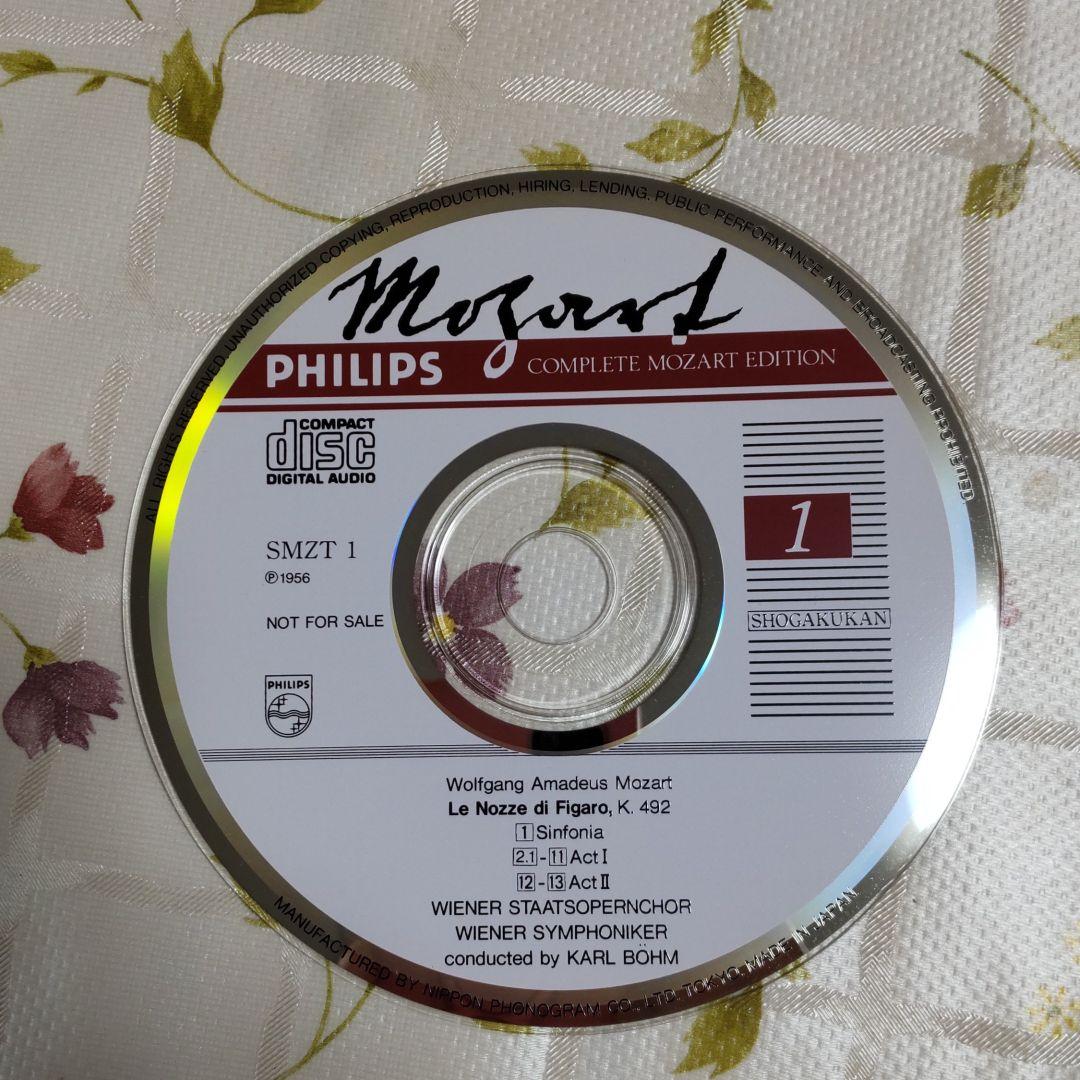 ALL RIGHTS RESERVED. UNAUTHORIZED COPYING, REPRODUCTION, HIRING, LENDING, PUBLIC PERFORMANCE AND BROADCASTING PROHIBITED
Mozart
PHILIPS COMPLETE MOZART EDITION
COMPACT
disc
DIGITAL AUDIO
1
SMZT 1
℗1956
NOT FOR SALE
SHOGAKUKAN
PHILIPS
Wolfgang Amadeus Mozart
Le Nozze di Figaro, K. 492
1 Sinfonia
2.1-11 Act I
12-13 Act II
WIENER STAATSOPERNCHOR
WIENER SYMPHONIKER
conducted by KARL BÖHM
MANUFACTURED BY NIPPON PHONOGRAM CO., LTD. TOKYO. MADE IN JAPAN